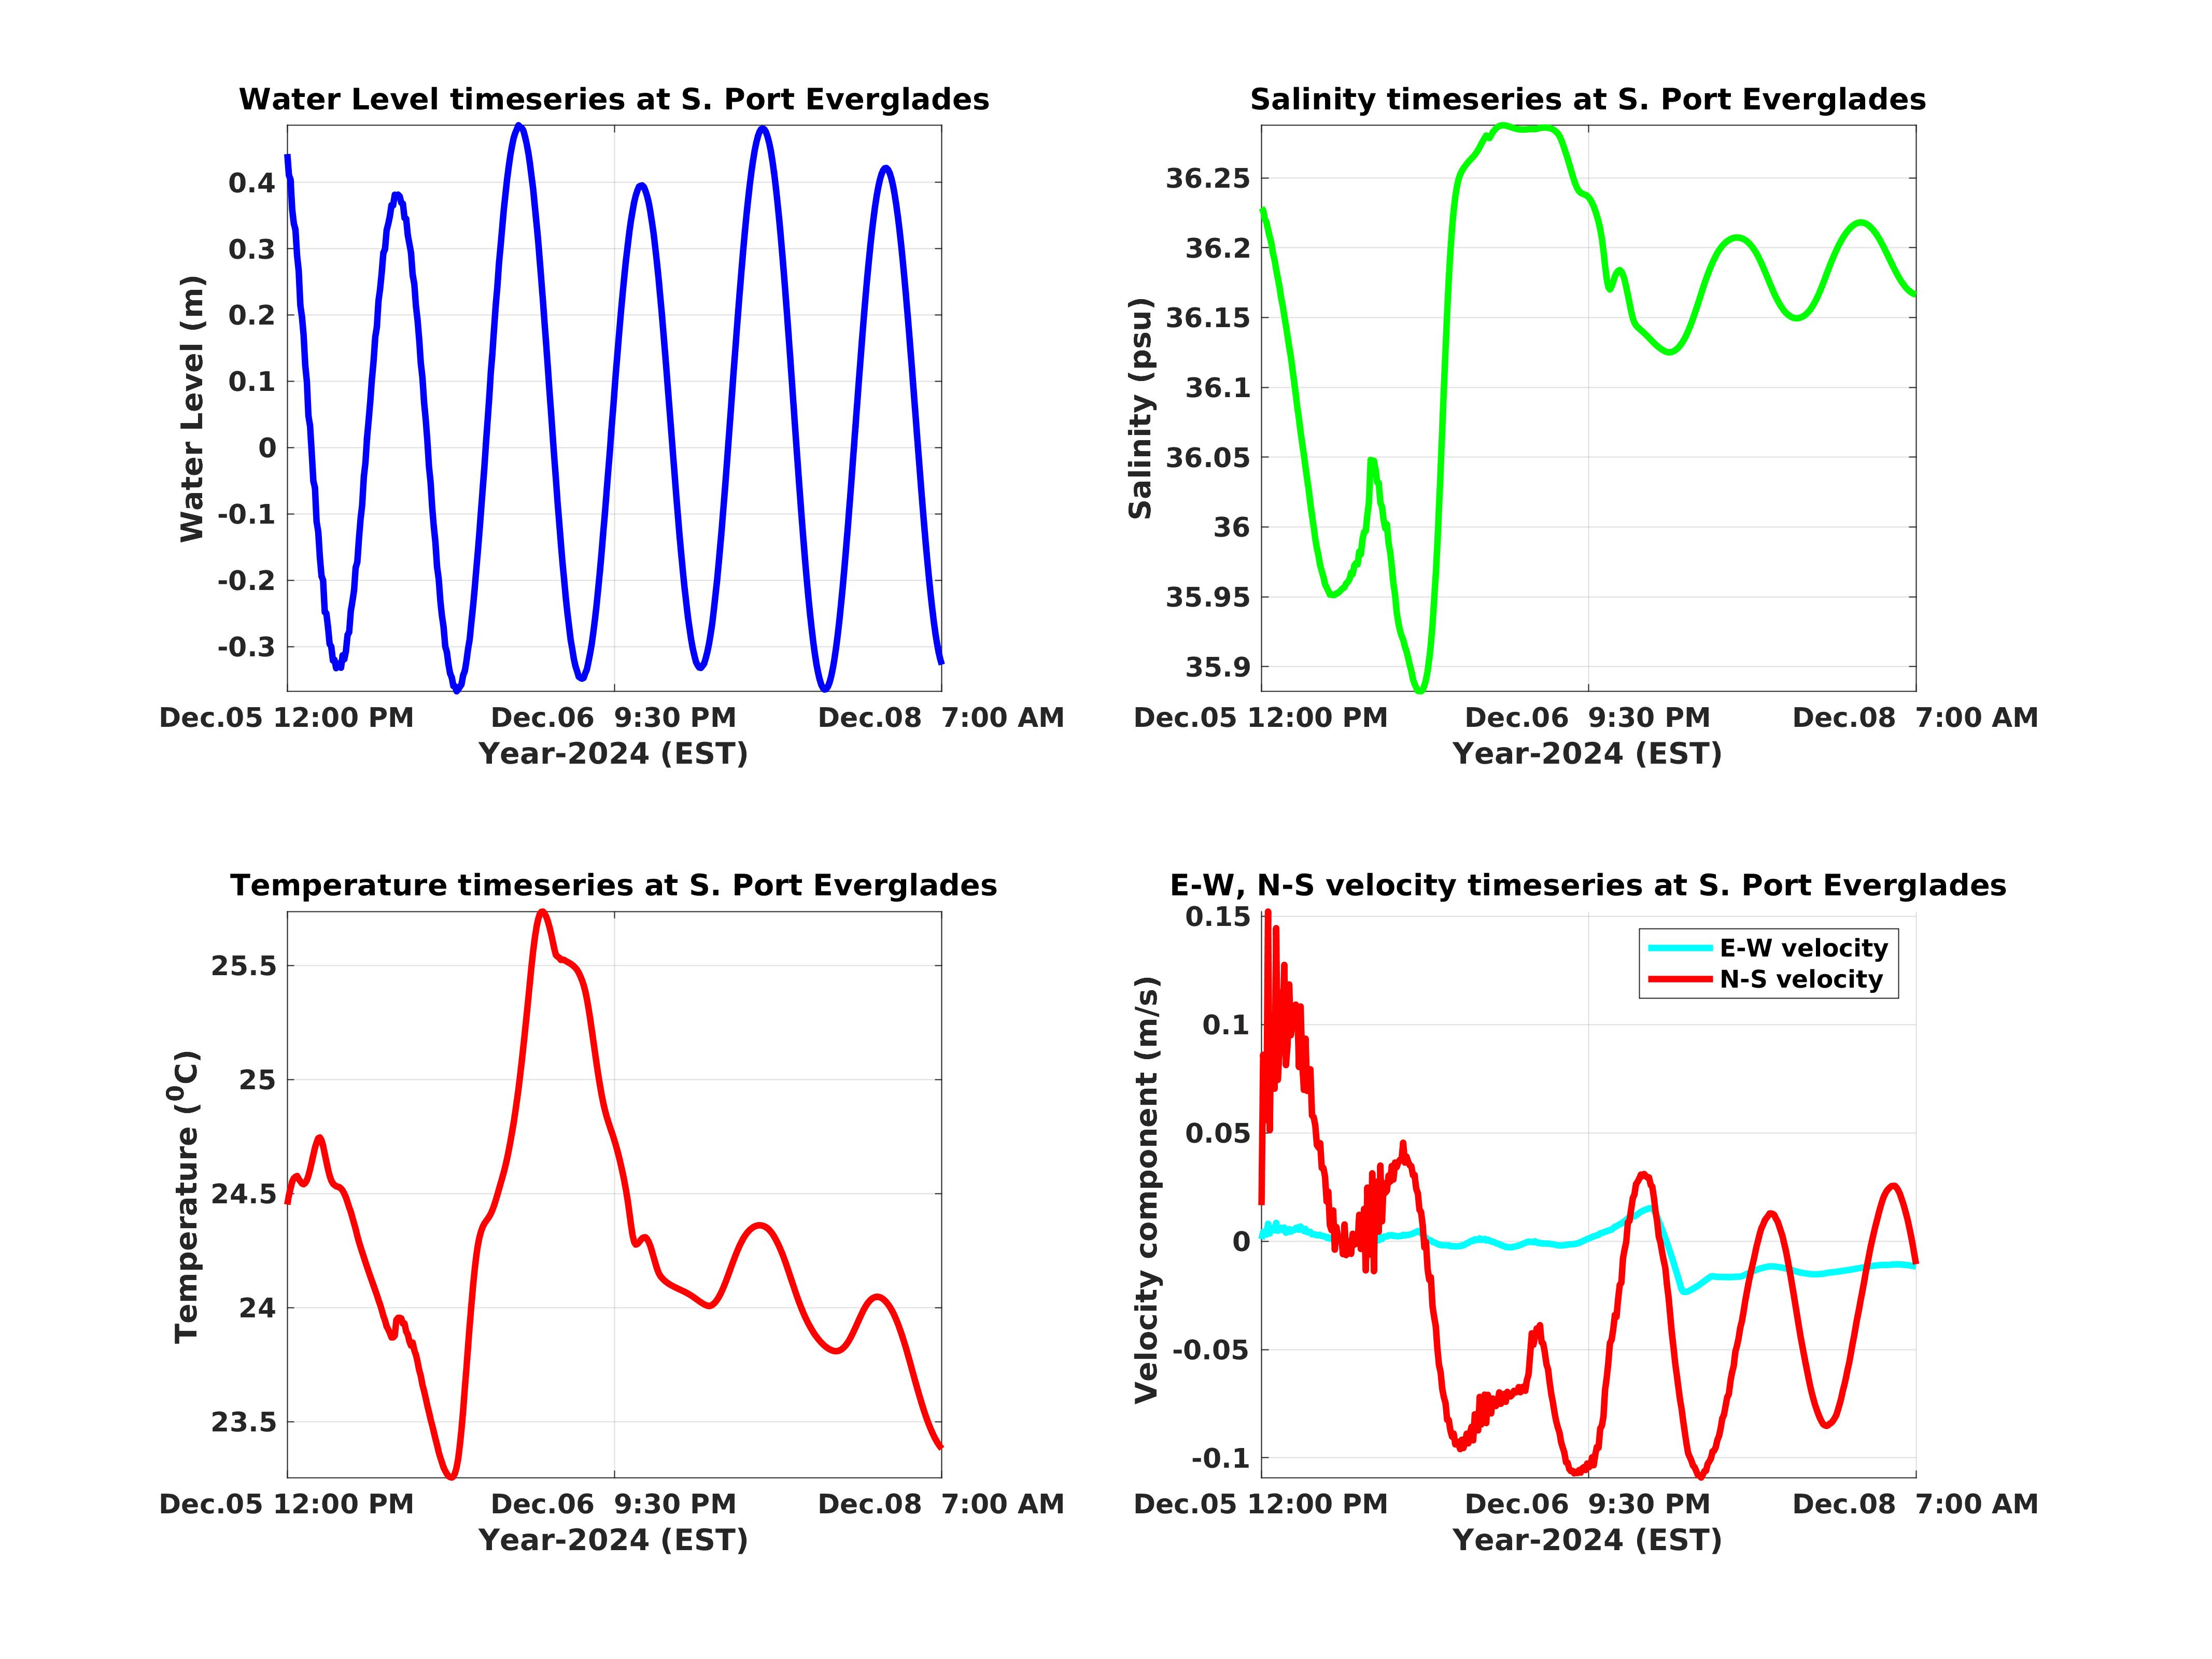 Water Level timeseries at S. Port Everglades
Water Level (m)
0.4
0.3
0.2
0.1
0
-0.1
-0.2
-0.3
Dec.05 12:00 PM Dec.06 9:30 PM Dec.08 7:00 AM
Year-2024 (EST)
Salinity timeseries at S. Port Everglades
Salinity (psu)
36.25
36.2
36.15
36.1
36.05
36
35.95
35.9
Dec.05 12:00 PM Dec.06 9:30 PM Dec.08 7:00 AM
Year-2024 (EST)
Temperature timeseries at S. Port Everglades
Temperature (⁰C)
25.5
25
24.5
24
23.5
Dec.05 12:00 PM Dec.06 9:30 PM Dec.08 7:00 AM
Year-2024 (EST)
E-W, N-S velocity timeseries at S. Port Everglades
Velocity component (m/s)
0.15
0.1
0.05
0
-0.05
-0.1
E-W velocity
N-S velocity
Dec.05 12:00 PM Dec.06 9:30 PM Dec.08 7:00 AM
Year-2024 (EST)